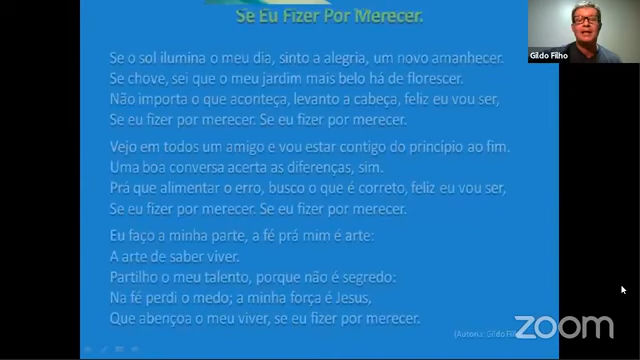 Se Eu Fizer Por Merecer.
Se o sol ilumina o meu dia, sinto a alegria, um novo amanhecer.
Se chove, sei que o meu jardim mais belo há de florescer.
Não importa o que aconteça, levanto a cabeça, feliz eu vou ser,
Se eu fizer por merecer. Se eu fizer por merecer.
Vejo em todos um amigo e vou estar contigo do princípio ao fim.
Uma boa conversa acerta as diferenças, sim.
Prá que alimentar o erro, busco o que é correto, feliz eu vou ser,
Se eu fizer por merecer. Se eu fizer por merecer.
Eu faço a minha parte, a fé prá mim é arte:
A arte de saber viver.
Partilho o meu talento, porque não é segredo:
Na fé perdi o medo; a minha força é Jesus,
Que abençoa o meu viver, se eu fizer por merecer.
(Autoria: Gildo
Gildo Filho
zoom